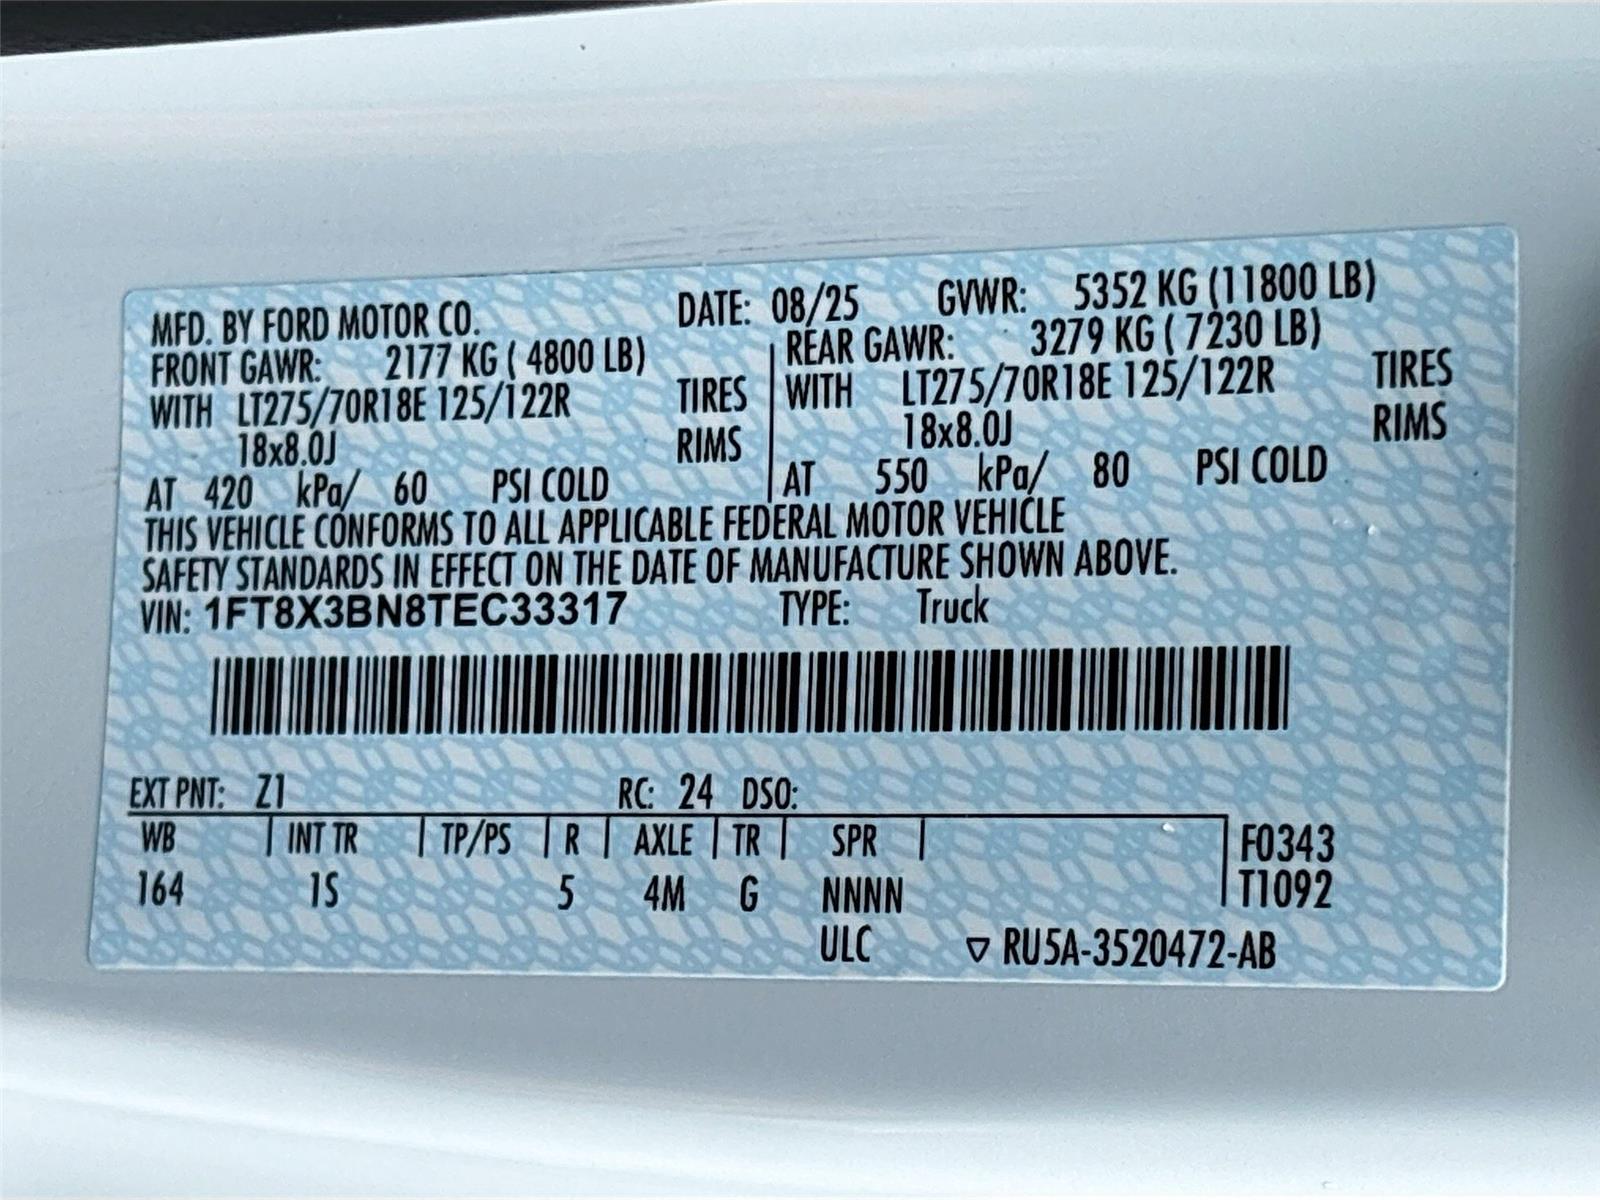 MFD. BY FORD MOTOR CO. DATE: 08/25 GVWR: 5352 KG (11800 LB)
FRONT GAWR: 2177 KG ( 4800 LB) REAR GAWR: 3279 KG ( 7230 LB)
WITH LT275/70R18E 125/122R TIRES WITH LT275/70R18E 125/122R TIRES
18x8.0J RIMS 18x8.0J RIMS
AT 420 kPa/ 60 PSI COLD AT 550 kPa/ 80 PSI COLD
THIS VEHICLE CONFORMS TO ALL APPLICABLE FEDERAL MOTOR VEHICLE
SAFETY STANDARDS IN EFFECT ON THE DATE OF MANUFACTURE SHOWN ABOVE.
VIN: 1FT8X3BN8TEC33317 TYPE: Truck
EXT PNT: Z1 RC: 24 DSO:
WB INT TR TP/PS R AXLE TR SPR F0343
164 1S 5 4M G NNNN T1092
ULC ▽ RU5A-3520472-AB